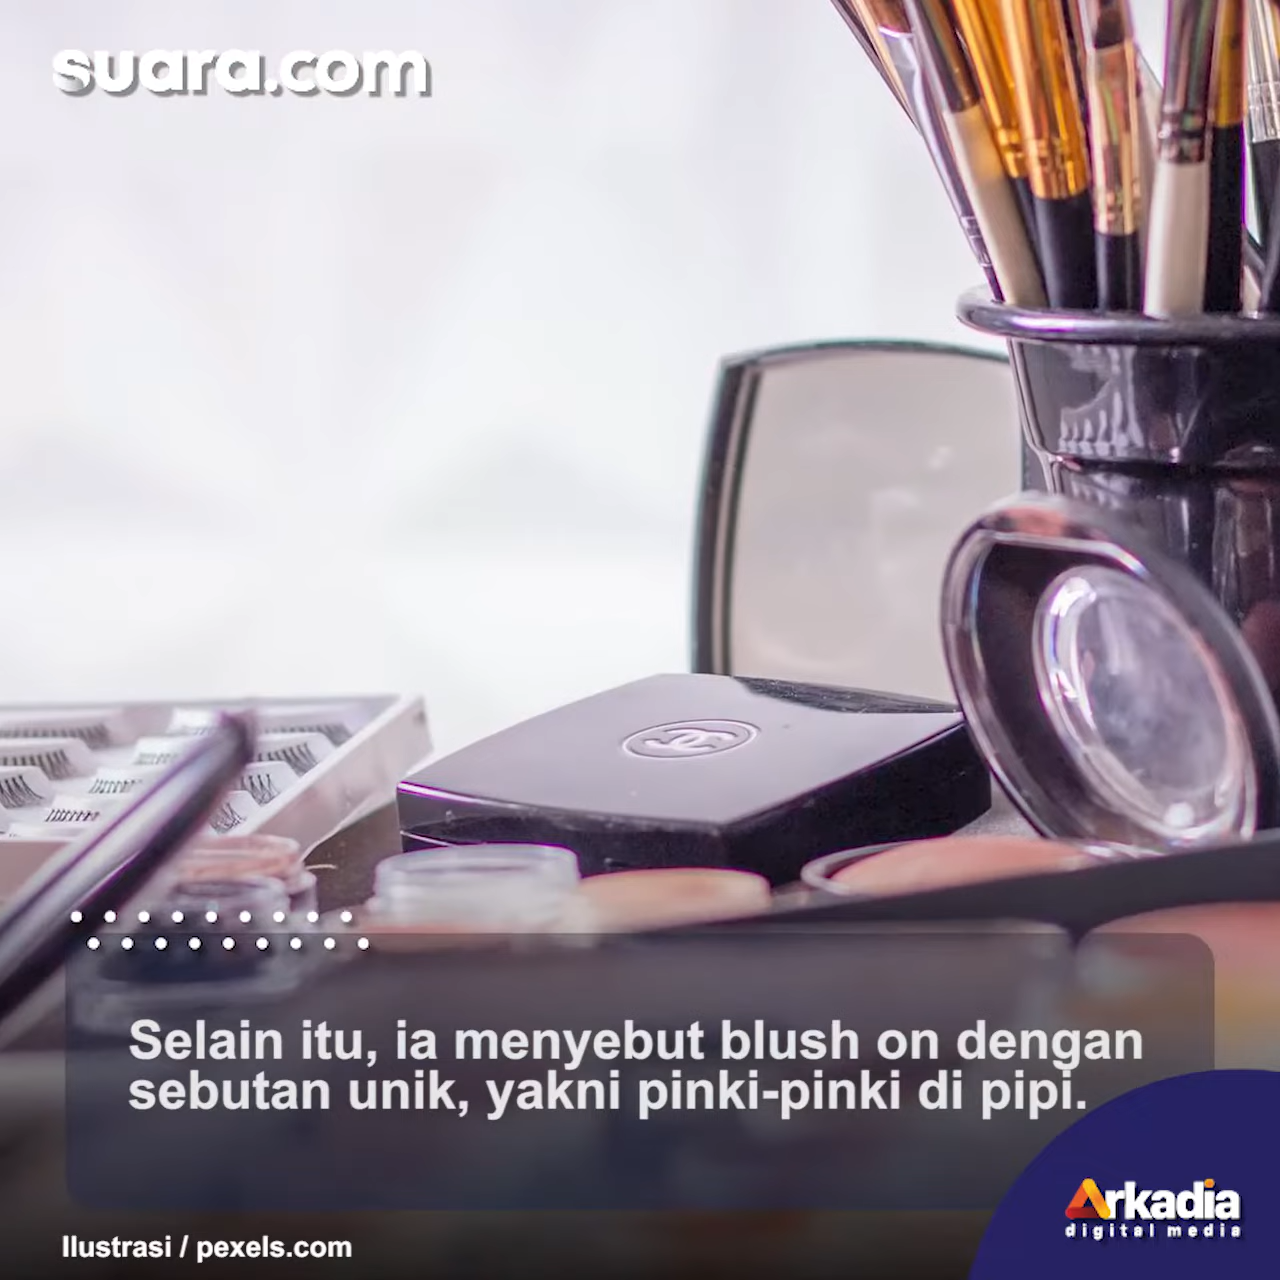 suara.com
Selain itu, ia menyebut blush on dengan
sebutan unik, yakni pinki-pinki di pipi.
Arkadia
digital media
Ilustrasi / pexels.com